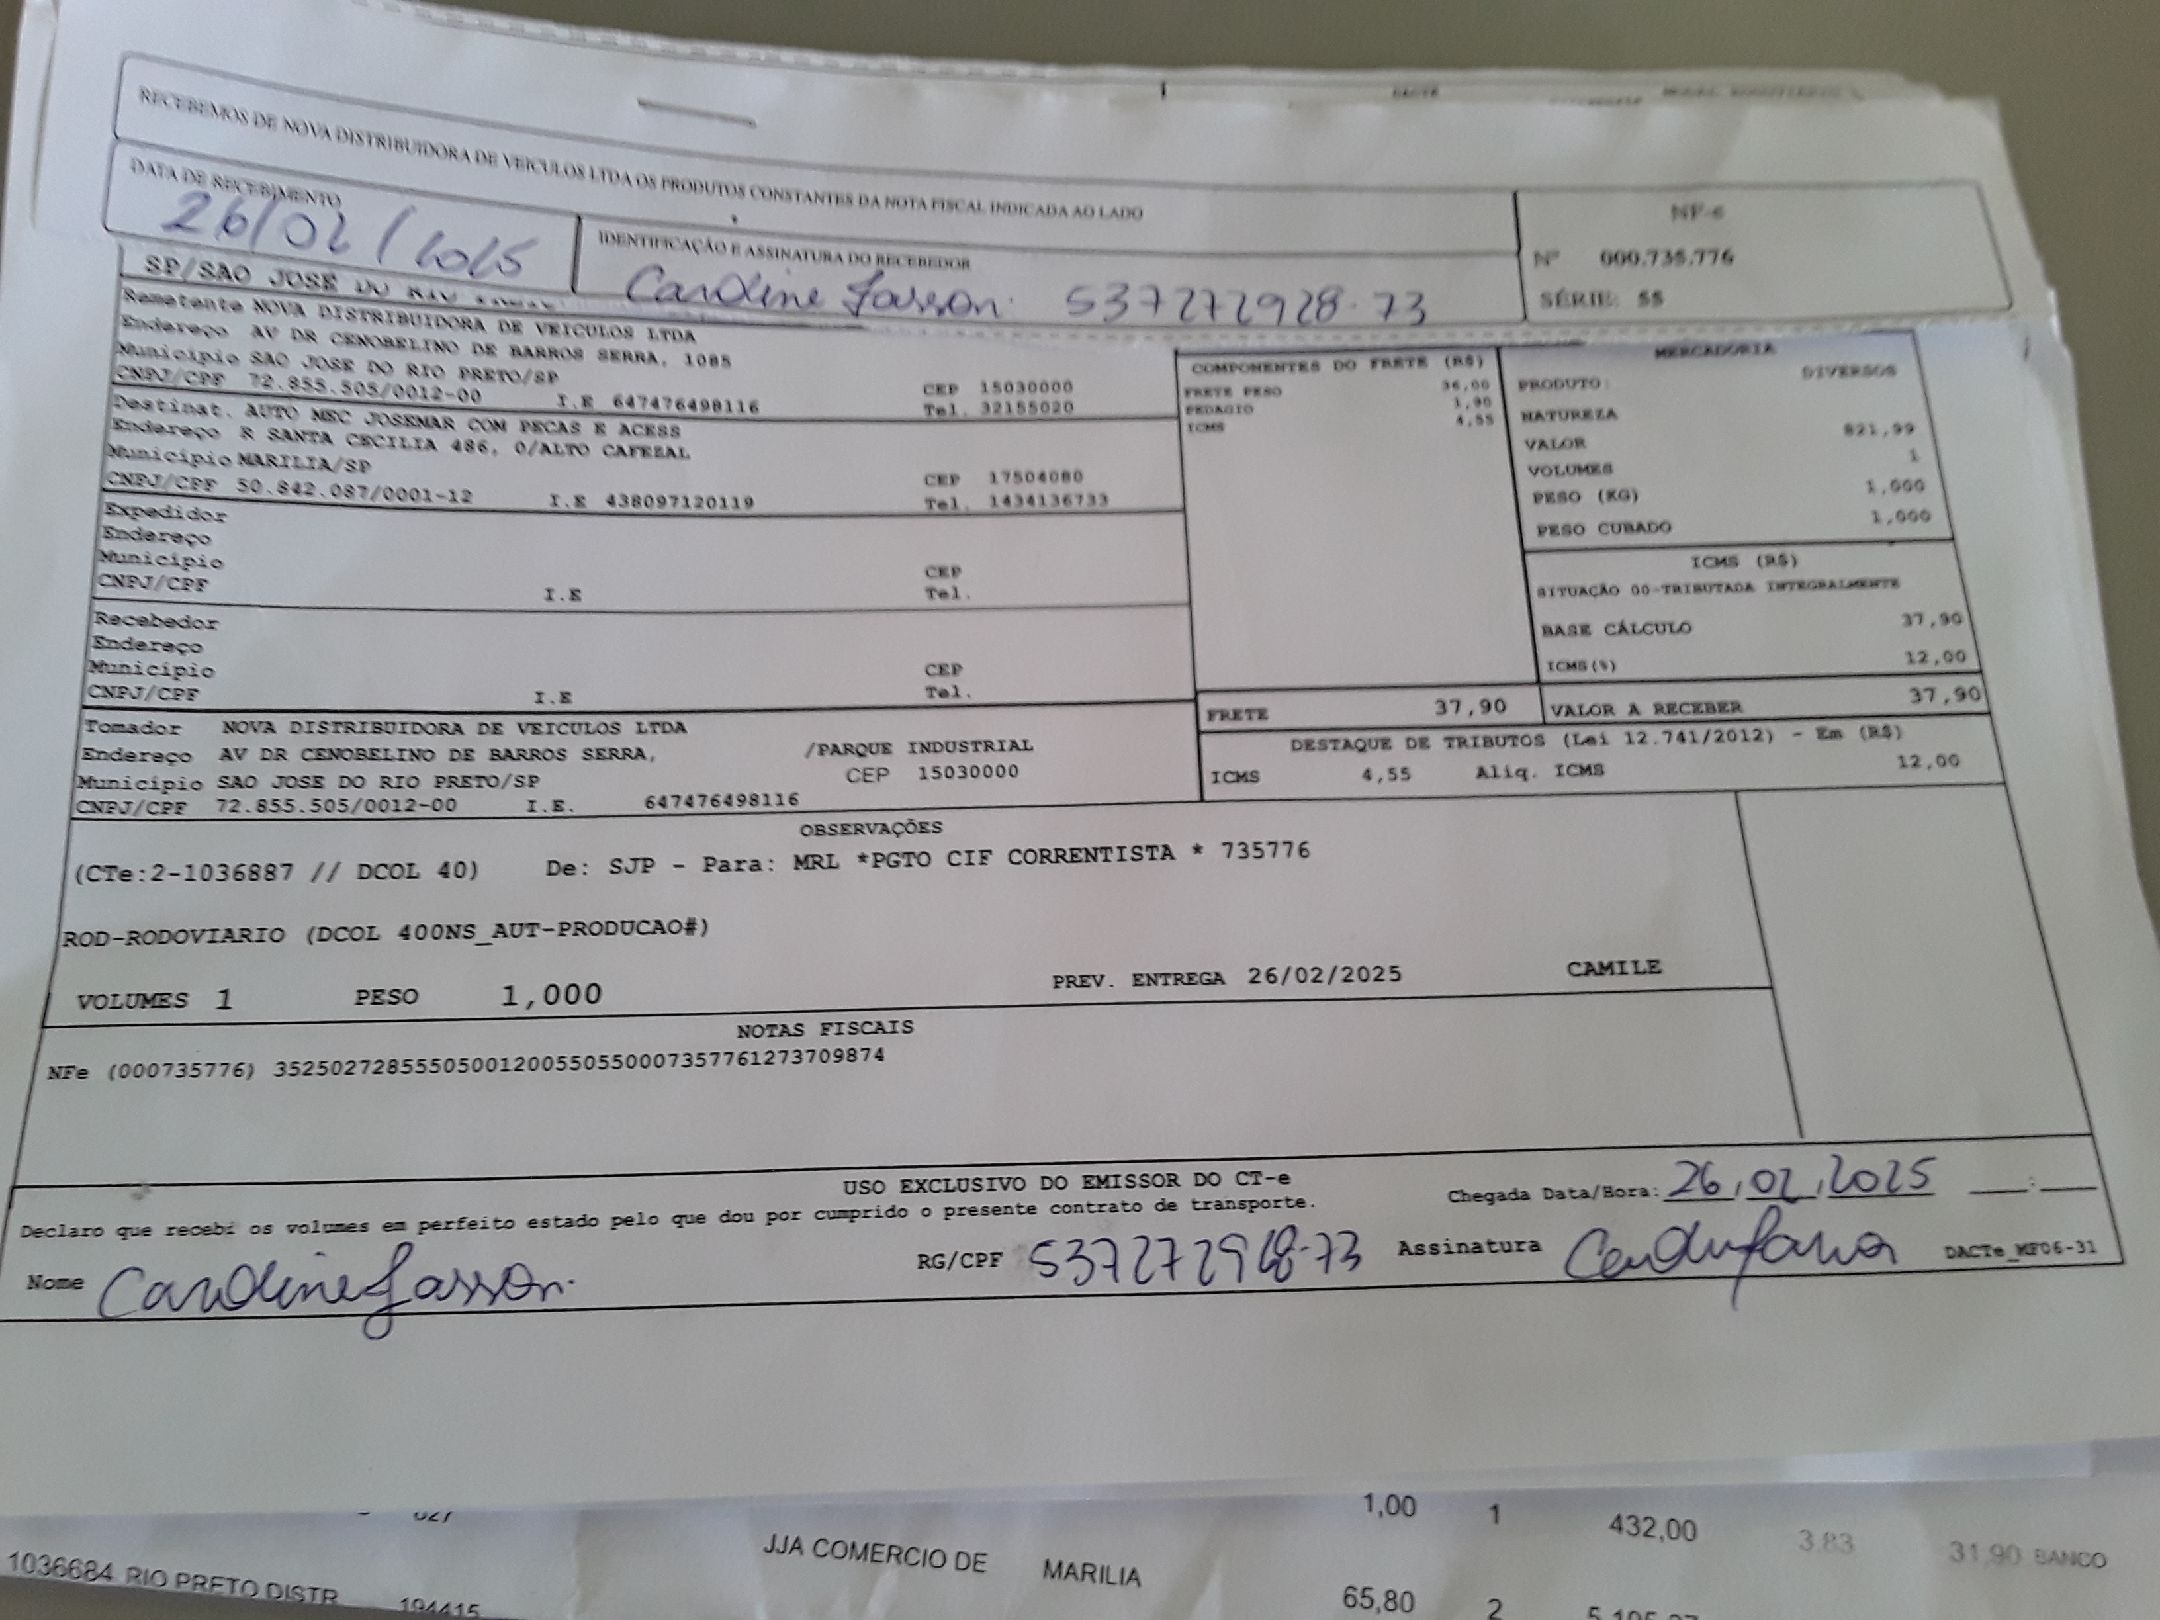 RECEBEMOS DE NOVA DISTRIBUIDORA DE VEICULOS LTDA OS PRODUTOS CONSTANTES DA NOTA FISCAL INDICADA AO LADO
DATA DE RECEBIMENTO
26/02/2025
IDENTIFICAÇÃO E ASSINATURA DO RECEBEDOR
Caroline 537272928-73
NF-e
Nº 000.735.776
SÉRIE: 55
SP/SAO JOSE DO RIO
Remetente NOVA DISTRIBUIDORA DE VEICULOS LTDA
Endereço AV DR CENOBELINO DE BARROS SERRA, 1085
Município SAO JOSE DO RIO PRETO/SP CEP 15030000
CNPJ/CPF 72.855.505/0012-00 I.E 647476498116 Tel. 32155020
Destinat. AUTO MEC JOSEMAR COM PECAS E ACESS
Endereço R SANTA CECILIA 486, 0/ALTO CAFEZAL
Município MARILIA/SP CEP 17504080
CNPJ/CPF 50.842.087/0001-12 I.E 438097120119 Tel. 1434136733
Expedidor
Endereço
Município CEP
CNPJ/CPF I.E Tel.
Recebedor
Endereço
Município CEP
CNPJ/CPF I.E Tel.
COMPONENTES DO FRETE (R$)
FRETE PESO 36,00
PEDAGIO 1,90
ICMS 4,55
MERCADORIA
PRODUTO: DIVERSOS
NATUREZA
VALOR 821,99
VOLUMES 1
PESO (KG) 1,000
PESO CUBADO 1,000
ICMS (R$)
SITUAÇÃO 00-TRIBUTADA INTEGRALMENTE
BASE CÁLCULO 37,90
ICMS(%) 12,00
FRETE 37,90 VALOR A RECEBER 37,90
Tomador NOVA DISTRIBUIDORA DE VEICULOS LTDA
Endereço AV DR CENOBELINO DE BARROS SERRA, /PARQUE INDUSTRIAL
Município SAO JOSE DO RIO PRETO/SP CEP 15030000
CNPJ/CPF 72.855.505/0012-00 I.E. 647476498116
DESTAQUE DE TRIBUTOS (Lei 12.741/2012) - Em (R$)
ICMS 4,55 Aliq. ICMS 12,00
OBSERVAÇÕES
(CTe:2-1036887 // DCOL 40) De: SJP - Para: MRL *PGTO CIF CORRENTISTA * 735776
ROD-RODOVIARIO (DCOL 400NS_AUT-PRODUCAO#)
VOLUMES 1 PESO 1,000 PREV. ENTREGA 26/02/2025 CAMILE
NOTAS FISCAIS
NFe (000735776) 35250272855505001200550550007357761273709874
USO EXCLUSIVO DO EMISSOR DO CT-e
Declaro que recebi os volumes em perfeito estado pelo que dou por cumprido o presente contrato de transporte.
Chegada Data/Hora: 26,02,2025 __:__
Nome Caroline RG/CPF 537272928-73 Assinatura DACTe_MF06-31
1,00 1 432,00 3.83 31,90 BANCO
JJA COMERCIO DE MARILIA
1036684 RIO PRETO DISTR 194415 65,80 2